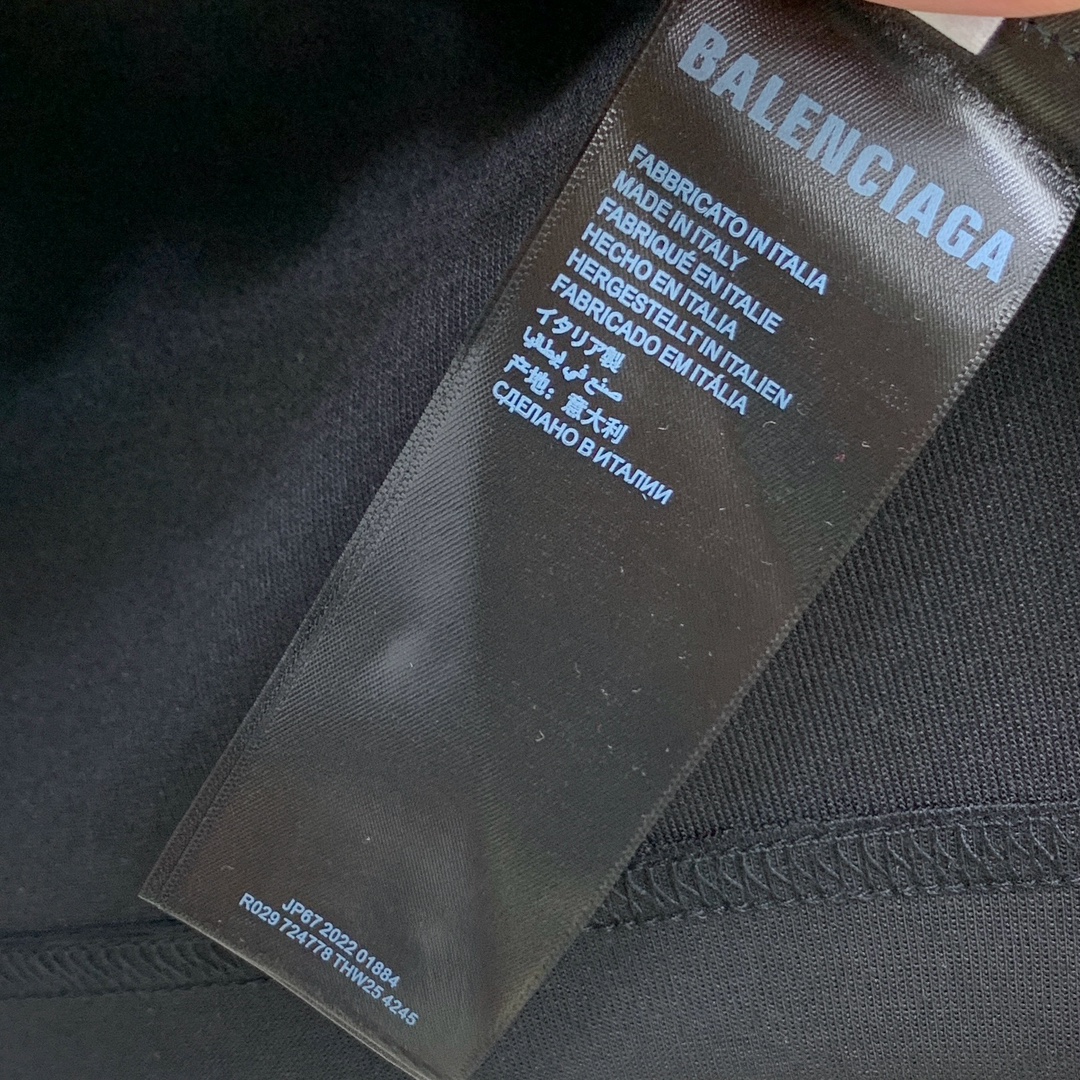 BALENCIAGA
FABBRICATO IN ITALIA
MADE IN ITALY
FABRIQUÉ EN ITALIE
HECHO EN ITALIA
HERGESTELLT IN ITALIEN
FABRICADO EM ITÁLIA
イタリア製
صنع في إيطاليا
产地：意大利
СДЕЛАНО В ИТАЛИИ
JP67 2022 01884
R029 724778 THW25 4245